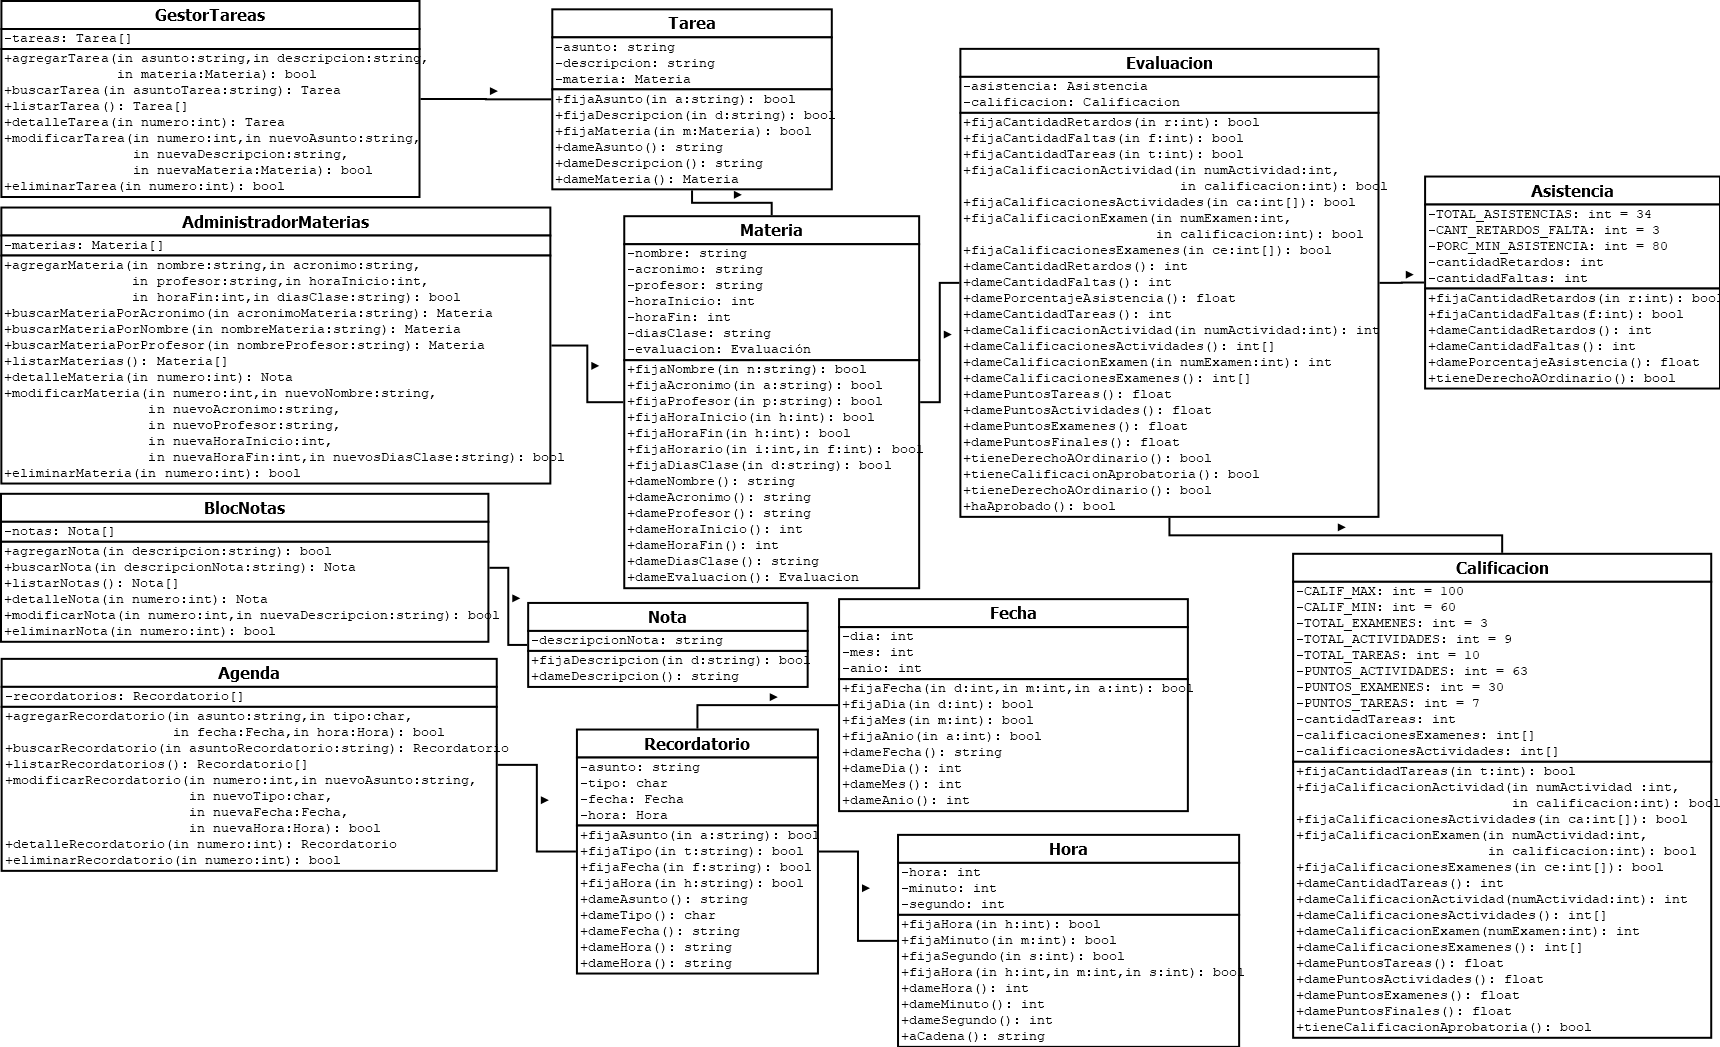 GestorTareas
-tareas: Tarea[]
+agregarTarea(in asunto:string,in descripcion:string,
in materia:Materia): bool
+buscarTarea(in asuntoTarea:string): Tarea
+listarTarea(): Tarea[]
+detalleTarea(in numero:int): Tarea
+modificarTarea(in numero:int,in nuevoAsunto:string,
in nuevaDescripcion:string,
in nuevaMateria:Materia): bool
+eliminarTarea(in numero:int): bool
Tarea
-asunto: string
-descripcion: string
-materia: Materia
+fijaAsunto(in a:string): bool
+fijaDescripcion(in d:string): bool
+fijaMateria(in m:Materia): bool
+dameAsunto(): string
+dameDescripcion(): string
+dameMateria(): Materia
Evaluacion
-asistencia: Asistencia
-calificacion: Calificacion
+fijaCantidadRetardos(in r:int): bool
+fijaCantidadFaltas(in f:int): bool
+fijaCantidadTareas(in t:int): bool
+fijaCalificacionActividad(in numActividad:int,
in calificacion:int): bool
+fijaCalificacionesActividades(in ca:int[]): bool
+fijaCalificacionExamen(in numExamen:int,
in calificacion:int): bool
+fijaCalificacionesExamenes(in ce:int[]): bool
+dameCantidadRetardos(): int
+dameCantidadFaltas(): int
+damePorcentajeAsistencia(): float
+dameCantidadTareas(): int
+dameCalificacionActividad(in numActividad:int): int
+dameCalificacionesActividades(): int[]
+dameCalificacionExamen(in numExamen:int): int
+dameCalificacionesExamenes(): int[]
+damePuntosTareas(): float
+damePuntosActividades(): float
+damePuntosExamenes(): float
+damePuntosFinales(): float
+tieneDerechoAOrdinario(): bool
+tieneCalificacionAprobatoria(): bool
+tieneDerechoAOrdinario(): bool
+haAprobado(): bool
Asistencia
-TOTAL_ASISTENCIAS: int = 34
-CANT_RETARDOS_FALTA: int = 3
-PORC_MIN_ASISTENCIA: int = 80
-cantidadRetardos: int
-cantidadFaltas: int
+fijaCantidadRetardos(in r:int): bool
+fijaCantidadFaltas(f:int): bool
+dameCantidadRetardos(): int
+dameCantidadFaltas(): int
+damePorcentajeAsistencia(): float
+tieneDerechoAOrdinario(): bool
AdministradorMaterias
-materias: Materia[]
+agregarMateria(in nombre:string,in acronimo:string,
in profesor:string,in horaInicio:int,
in horaFin:int,in diasClase:string): bool
+buscarMateriaPorAcronimo(in acronimoMateria:string): Materia
+buscarMateriaPorNombre(in nombreMateria:string): Materia
+buscarMateriaPorProfesor(in nombreProfesor:string): Materia
+listarMaterias(): Materia[]
+detalleMateria(in numero:int): Nota
+modificarMateria(in numero:int,in nuevoNombre:string,
in nuevoAcronimo:string,
in nuevoProfesor:string,
in nuevaHoraInicio:int,
in nuevaHoraFin:int,in nuevosDiasClase:string): bool
+eliminarMateria(in numero:int): bool
Materia
-nombre: string
-acronimo: string
-profesor: string
-horaInicio: int
-horaFin: int
-diasClase: string
-evaluacion: Evaluación
+fijaNombre(in n:string): bool
+fijaAcronimo(in a:string): bool
+fijaProfesor(in p:string): bool
+fijaHoraInicio(in h:int): bool
+fijaHoraFin(in h:int): bool
+fijaHorario(in i:int,in f:int): bool
+fijaDiasClase(in d:string): bool
+dameNombre(): string
+dameAcronimo(): string
+dameProfesor(): string
+dameHoraInicio(): int
+dameHoraFin(): int
+dameDiasClase(): string
+dameEvaluacion(): Evaluacion
BlocNotas
-notas: Nota[]
+agregarNota(in descripcion:string): bool
+buscarNota(in descripcionNota:string): Nota
+listarNotas(): Nota[]
+detalleNota(in numero:int): Nota
+modificarNota(in numero:int,in nuevaDescripcion:string): bool
+eliminarNota(in numero:int): bool
Nota
-descripcionNota: string
+fijaDescripcion(in d:string): bool
+dameDescripcion(): string
Fecha
-dia: int
-mes: int
-anio: int
+fijaFecha(in d:int,in m:int,in a:int): bool
+fijaDia(in d:int): bool
+fijaMes(in m:int): bool
+fijaAnio(in a:int): bool
+dameFecha(): string
+dameDia(): int
+dameMes(): int
+dameAnio(): int
Calificacion
-CALIF_MAX: int = 100
-CALIF_MIN: int = 60
-TOTAL_EXAMENES: int = 3
-TOTAL_ACTIVIDADES: int = 9
-TOTAL_TAREAS: int = 10
-PUNTOS_ACTIVIDADES: int = 63
-PUNTOS_EXAMENES: int = 30
-PUNTOS_TAREAS: int = 7
-cantidadTareas: int
-calificacionesExamenes: int[]
-calificacionesActividades: int[]
+fijaCantidadTareas(in t:int): bool
+fijaCalificacionActividad(in numActividad :int,
in calificacion:int): bool
+fijaCalificacionesActividades(in ca:int[]): bool
+fijaCalificacionExamen(in numActividad:int,
in calificacion:int): bool
+fijaCalificacionesExamenes(in ce:int[]): bool
+dameCantidadTareas(): int
+dameCalificacionActividad(numActividad:int): int
+dameCalificacionesActividades(): int[]
+dameCalificacionExamen(numExamen:int): int
+dameCalificacionesExamenes(): int[]
+damePuntosTareas(): float
+damePuntosActividades(): float
+damePuntosExamenes(): float
+damePuntosFinales(): float
+tieneCalificacionAprobatoria(): bool
Agenda
-recordatorios: Recordatorio[]
+agregarRecordatorio(in asunto:string,in tipo:char,
in fecha:Fecha,in hora:Hora): bool
+buscarRecordatorio(in asuntoRecordatorio:string): Recordatorio
+listarRecordatorios(): Recordatorio[]
+modificarRecordatorio(in numero:int,in nuevoAsunto:string,
in nuevoTipo:char,
in nuevaFecha:Fecha,
in nuevaHora:Hora): bool
+detalleRecordatorio(in numero:int): Recordatorio
+eliminarRecordatorio(in numero:int): bool
Recordatorio
-asunto: string
-tipo: char
-fecha: Fecha
-hora: Hora
+fijaAsunto(in a:string): bool
+fijaTipo(in t:string): bool
+fijaFecha(in f:string): bool
+fijaHora(in h:string): bool
+dameAsunto(): string
+dameTipo(): char
+dameFecha(): string
+dameHora(): string
+dameHora(): string
Hora
-hora: int
-minuto: int
-segundo: int
+fijaHora(in h:int): bool
+fijaMinuto(in m:int): bool
+fijaSegundo(in s:int): bool
+fijaHora(in h:int,in m:int,in s:int): bool
+dameHora(): int
+dameMinuto(): int
+dameSegundo(): int
+aCadena(): string